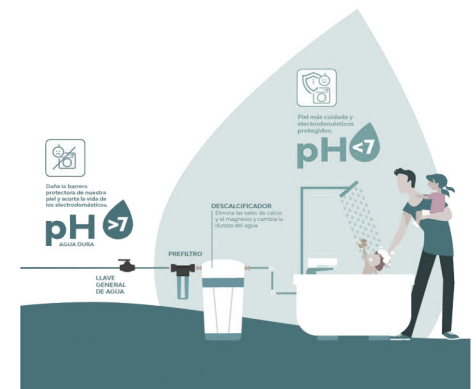 Piel más cuidada y
electrodomésticos
protegidos.
pH <7
Daña la barrera
protectora de nuestra
piel y acorta la vida de
los electrodomésticos.
pH >7
AGUA DURA
DESCALCIFICADOR
Elimina las sales de calcio
y el magnesio y cambia la
dureza del agua.
PREFILTRO
LLAVE
GENERAL
DE AGUA